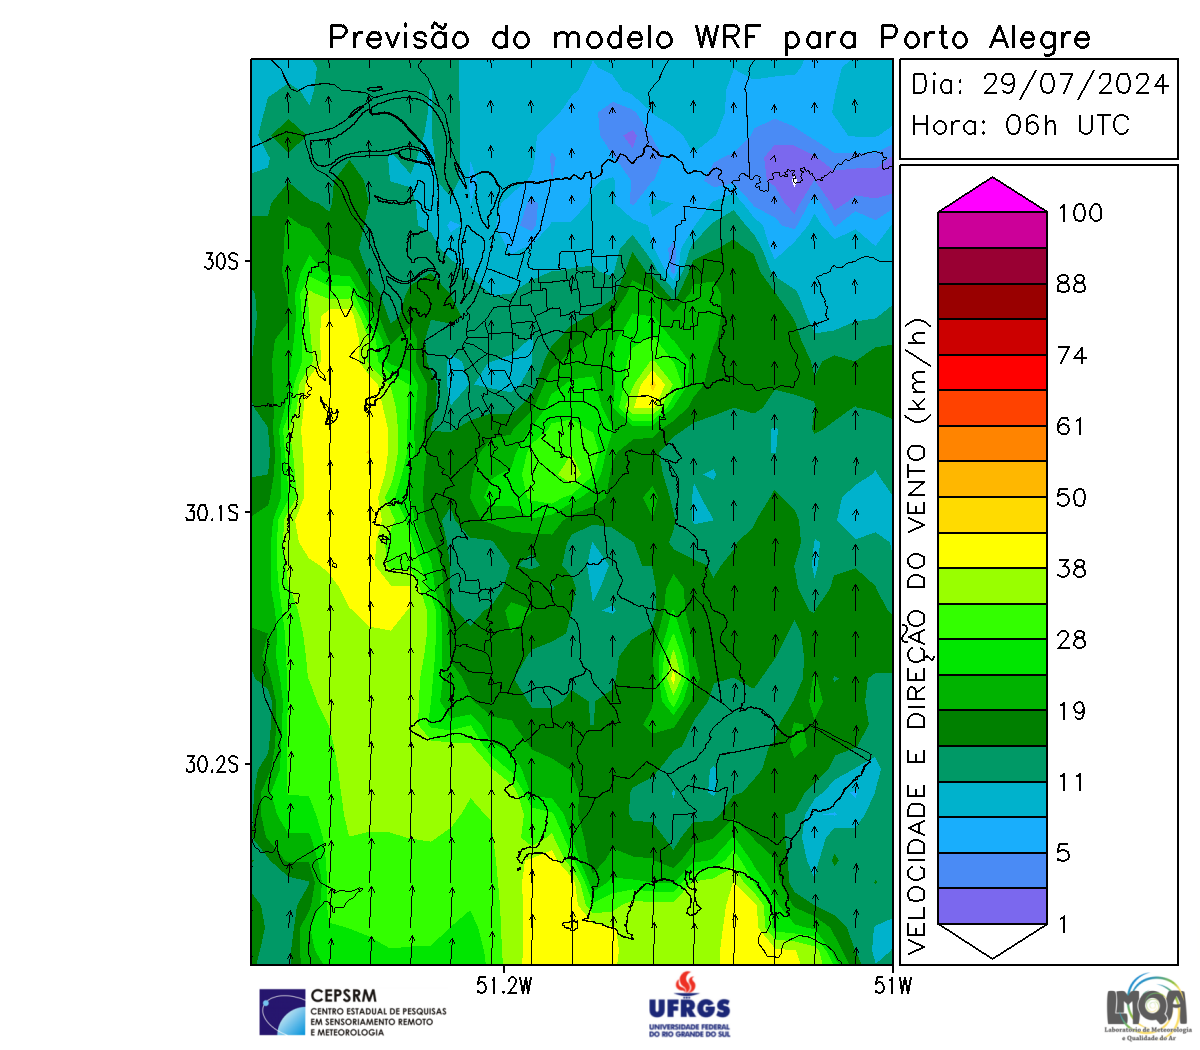 Previsão do modelo WRF para Porto Alegre
Dia: 29/07/2024
Hora: 06h UTC
100
88
74
61
50
38
28
19
11
5
1
VELOCIDADE E DIREÇÃO DO VENTO (km/h)
30S
30.1S
30.2S
51.2W
51W
CEPSRM
CENTRO ESTADUAL DE PESQUISAS
EM SENSORIAMENTO REMOTO
E METEOROLOGIA
UFRGS
UNIVERSIDADE FEDERAL
DO RIO GRANDE DO SUL
LMQA
Laboratório de Meteorologia
e Qualidade do Ar